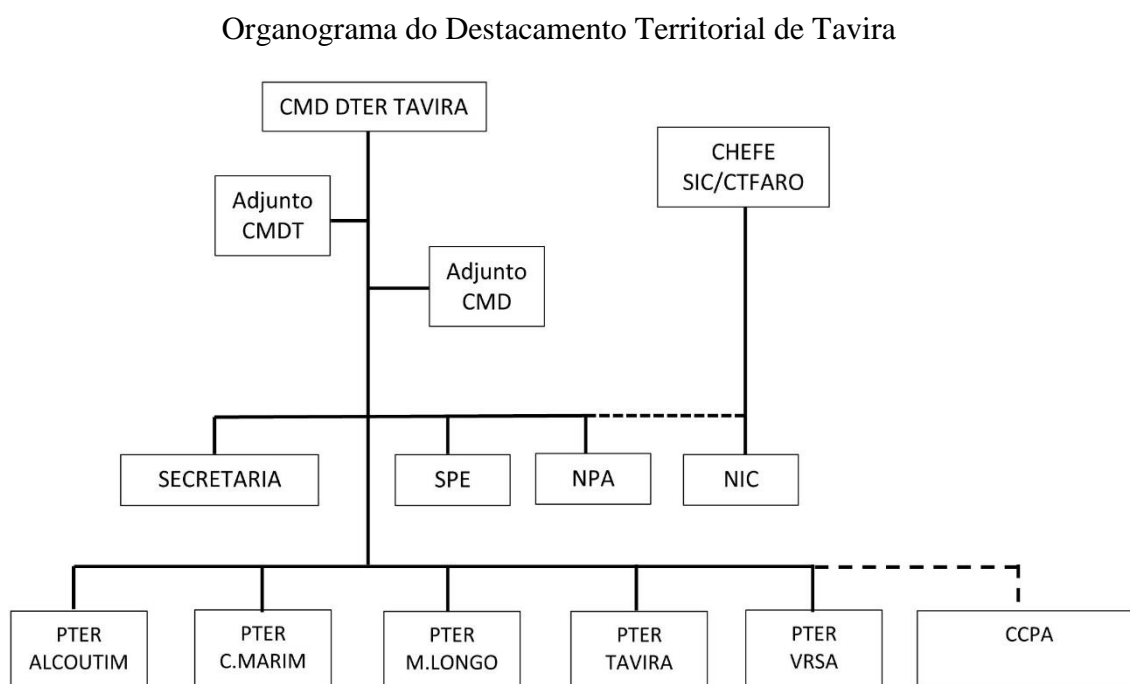 Organograma do Destacamento Territorial de Tavira
CMD DTER TAVIRA
CHEFE
SIC/CTFARO
Adjunto
CMDT
Adjunto
CMD
SECRETARIA
SPE
NPA
NIC
PTER
ALCOUTIM
PTER
C.MARIM
PTER
M.LONGO
PTER
TAVIRA
PTER
VRSA
CCPA